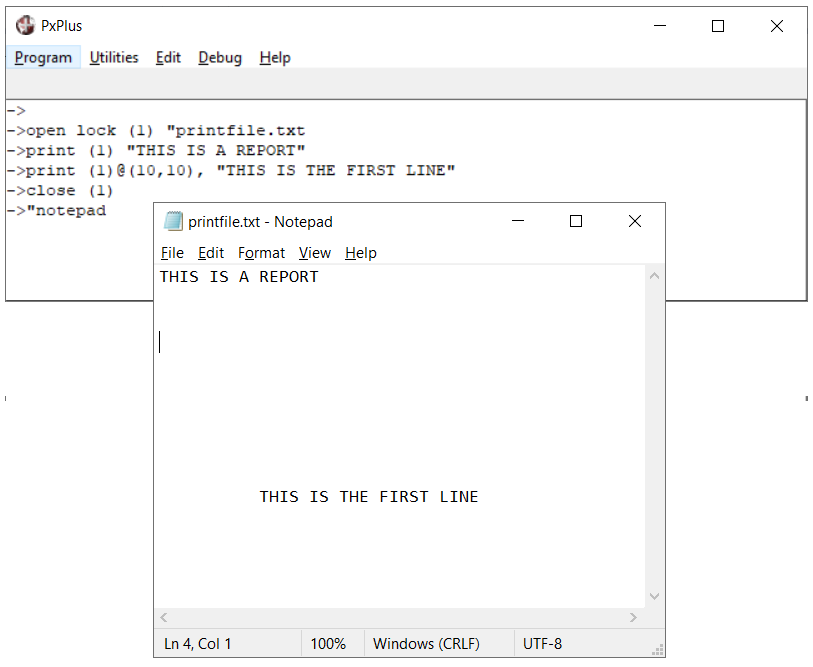 PxPlus
Program Utilities Edit Debug Help
->
->open lock (1) "printfile.txt
->print (1) "THIS IS A REPORT"
->print (1)@(10,10), "THIS IS THE FIRST LINE"
->close (1)
->"notepad
printfile.txt - Notepad
File Edit Format View Help
THIS IS A REPORT
THIS IS THE FIRST LINE
Ln 4, Col 1 100% Windows (CRLF) UTF-8